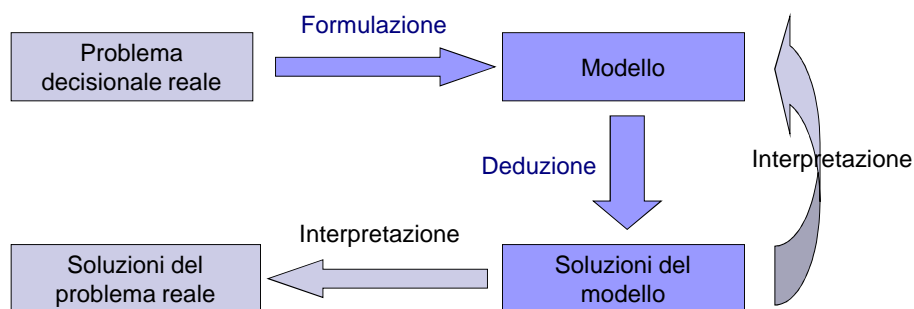 Formulazione
Problema
decisionale reale
Modello
Deduzione
Interpretazione
Interpretazione
Soluzioni del
problema reale
Soluzioni del
modello